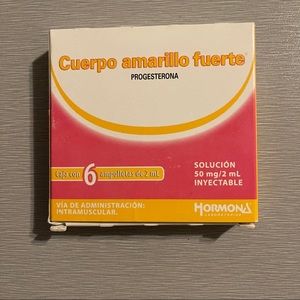 Cuerpo amarillo fuerte®
PROGESTERONA
Caja con 6 ampolletas de 2 mL
SOLUCIÓN
50 mg/2 mL
INYECTABLE
VÍA DE ADMINISTRACIÓN:
INTRAMUSCULAR.
HORMONA
LABORATORIOS